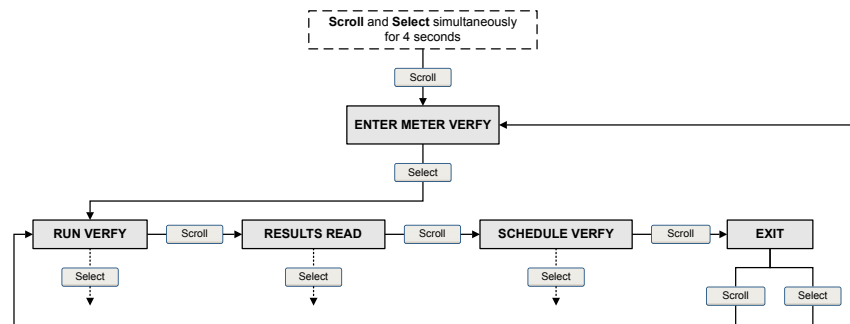 Scroll and Select simultaneously
for 4 seconds
Scroll
ENTER METER VERFY
Select
RUN VERFY
Scroll
RESULTS READ
Scroll
SCHEDULE VERFY
Scroll
EXIT
Select
Select
Select
Scroll
Select